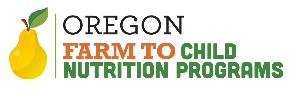 OREGON
FARM TO CHILD
NUTRITION PROGRAMS